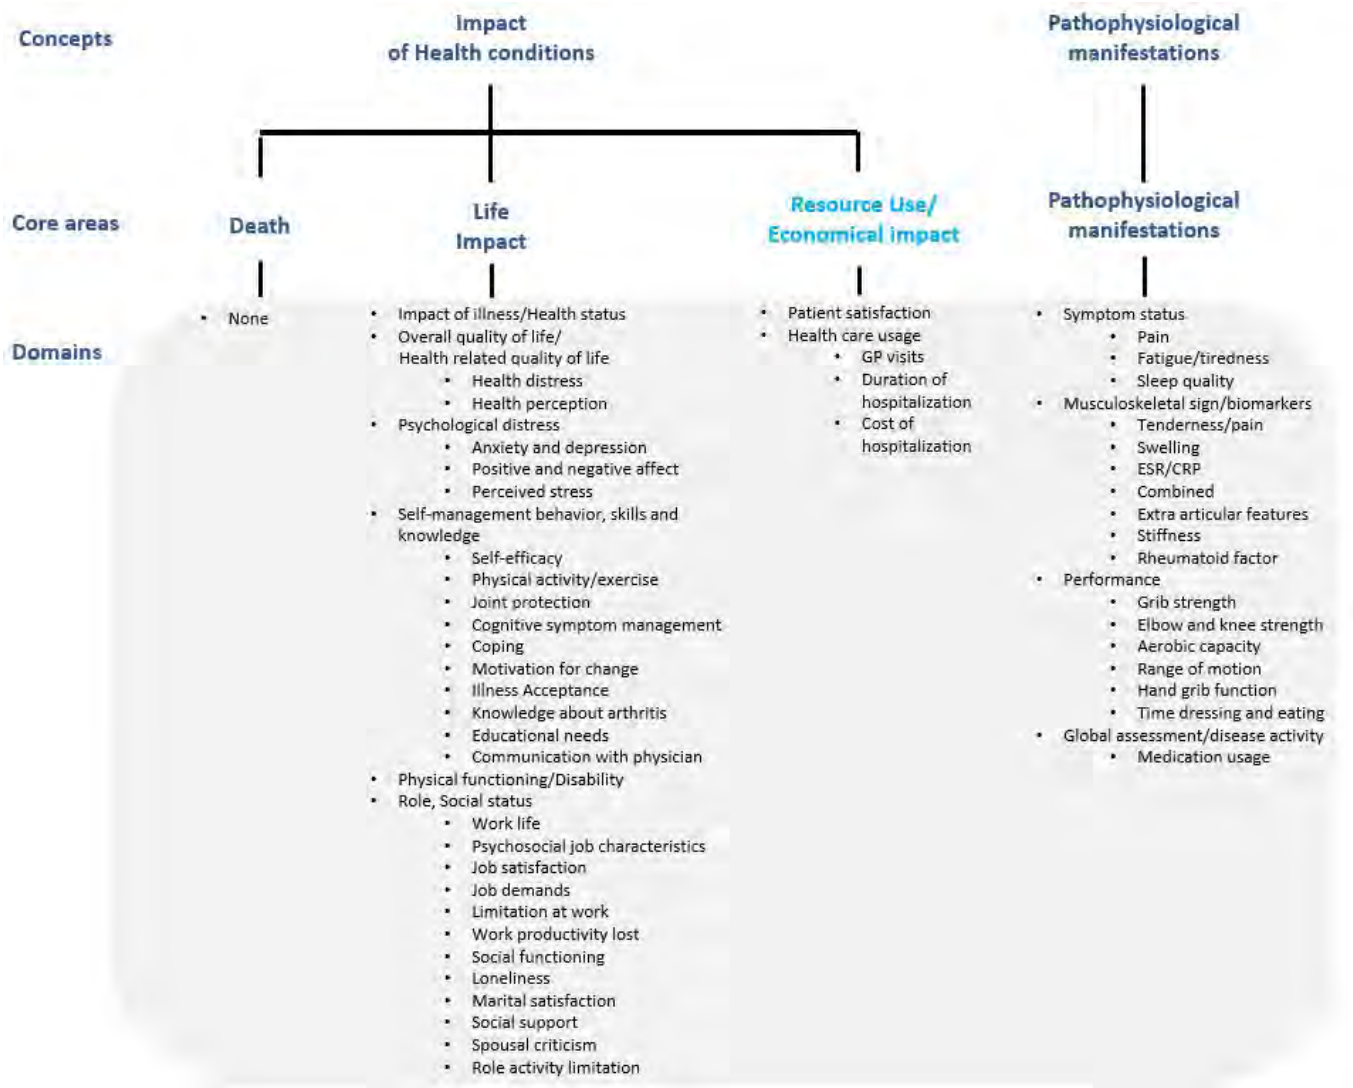 Concepts
Impact
of Health conditions
Pathophysiological
manifestations
Core areas
Death
Life
Impact
Resource Use/
Economical impact
Pathophysiological
manifestations
Domains
• None
• Impact of illness/Health status
• Overall quality of life/
Health related quality of life
• Health distress
• Health perception
• Psychological distress
• Anxiety and depression
• Positive and negative affect
• Perceived stress
• Self-management behavior, skills and
knowledge
• Self-efficacy
• Physical activity/exercise
• Joint protection
• Cognitive symptom management
• Coping
• Motivation for change
• Illness Acceptance
• Knowledge about arthritis
• Educational needs
• Communication with physician
• Physical functioning/Disability
• Role, Social status
• Work life
• Psychosocial job characteristics
• Job satisfaction
• Job demands
• Limitation at work
• Work productivity lost
• Social functioning
• Loneliness
• Marital satisfaction
• Social support
• Spousal criticism
• Role activity limitation
• Patient satisfaction
• Health care usage
• GP visits
• Duration of
hospitalization
• Cost of
hospitalization
• Symptom status
• Pain
• Fatigue/tiredness
• Sleep quality
• Musculoskeletal sign/biomarkers
• Tenderness/pain
• Swelling
• ESR/CRP
• Combined
• Extra articular features
• Stiffness
• Rheumatoid factor
• Performance
• Grib strength
• Elbow and knee strength
• Aerobic capacity
• Range of motion
• Hand grib function
• Time dressing and eating
• Global assessment/disease activity
• Medication usage